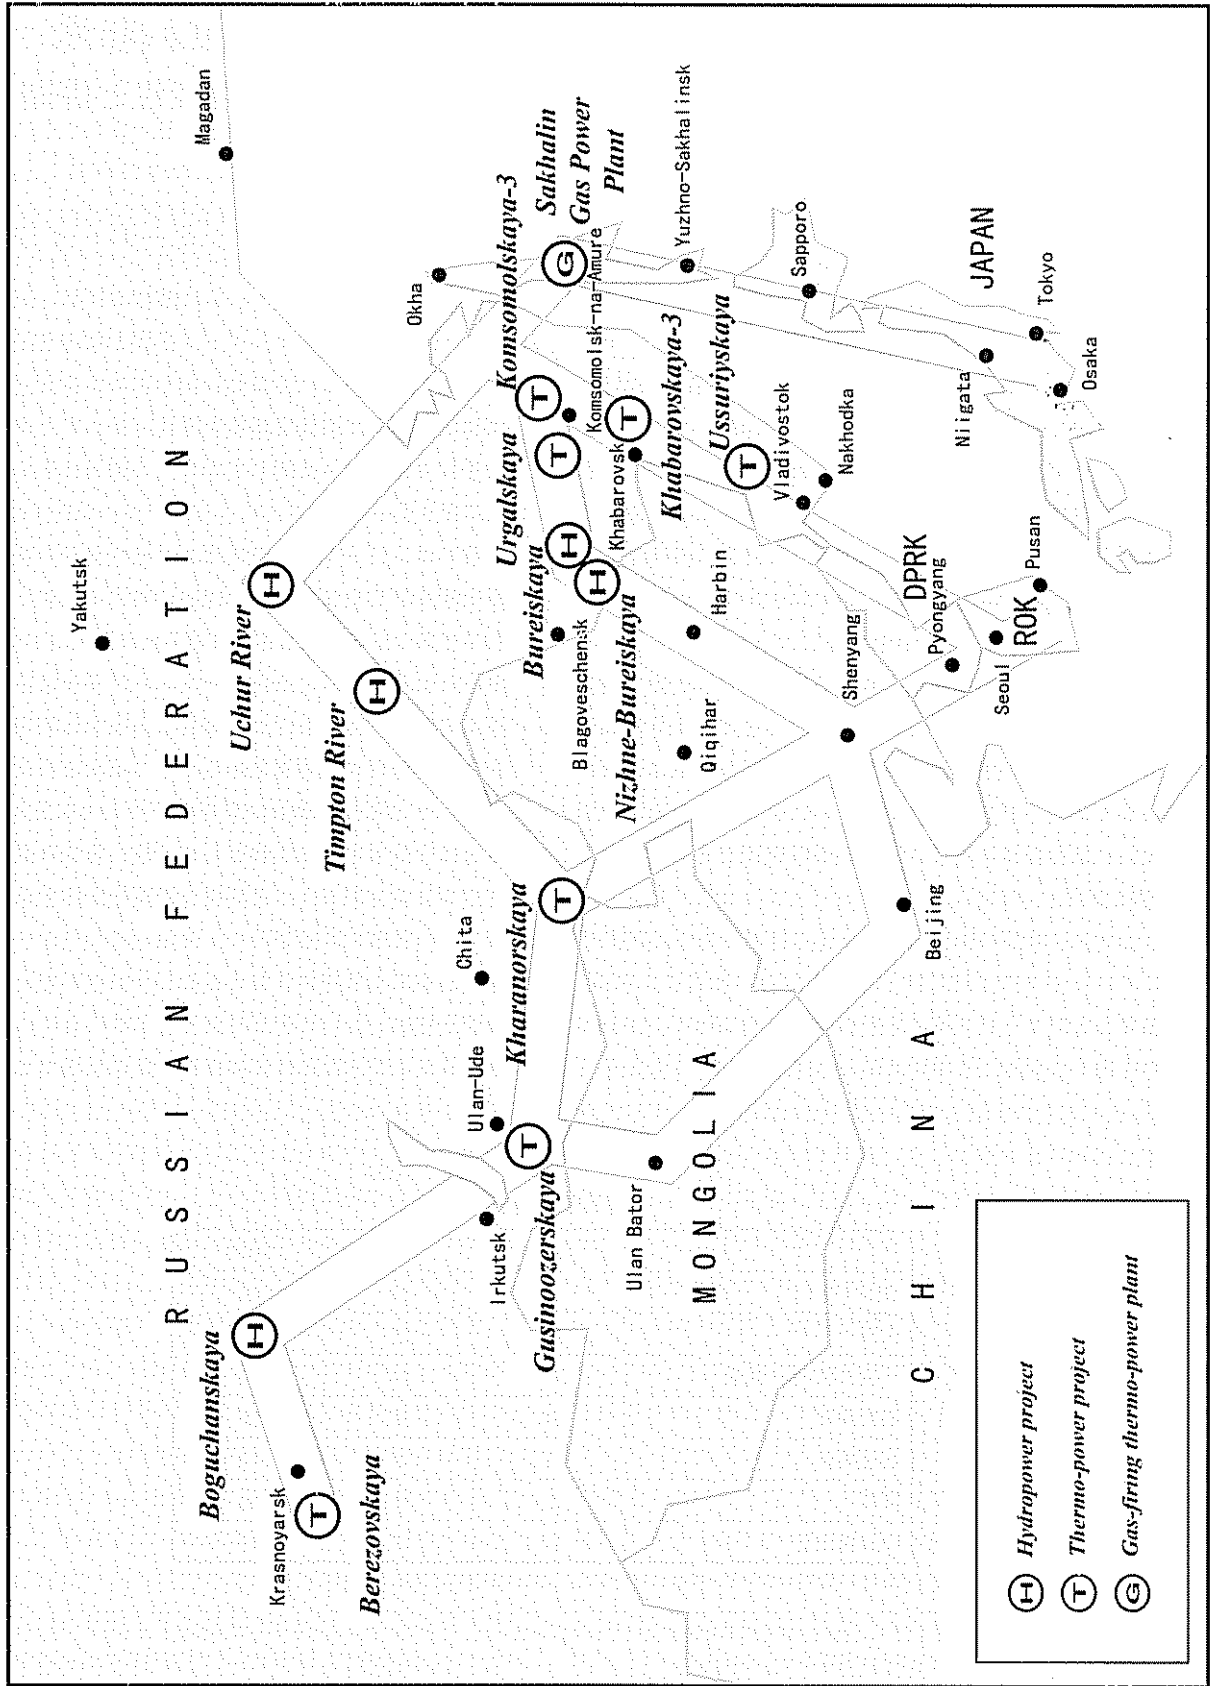 RUSSIAN FEDERATION
Yakutsk
Magadan
Uchur River
Timpton River
Boguchanskaya
Krasnoyarsk
Berezovskaya
Okha
Komsomolskaya-3
Sakhalin
Gas Power
Plant
Komsomolsk-na-Amure
Urgalskaya
Bureiskaya
Blagoveschensk
Nizhne-Bureiskaya
Khabarovsk
Khabarovskaya-3
Ussuriyskaya
Yuzhno-Sakhalinsk
Chita
Kharanorskaya
Ulan-Ude
Irkutsk
Gusinoozerskaya
Ulan Bator
MONGOLIA
Qiqihar
Harbin
Vladivostok
Nakhodka
Sapporo
JAPAN
Niigata
Tokyo
Osaka
Shenyang
DPRK
Pyongyang
Seoul
ROK
Pusan
Beijing
CHINA
H Hydropower project
T Thermo-power project
G Gas-firing thermo-power plant
H
H
H
H
H
T
T
T
T
T
T
T
G